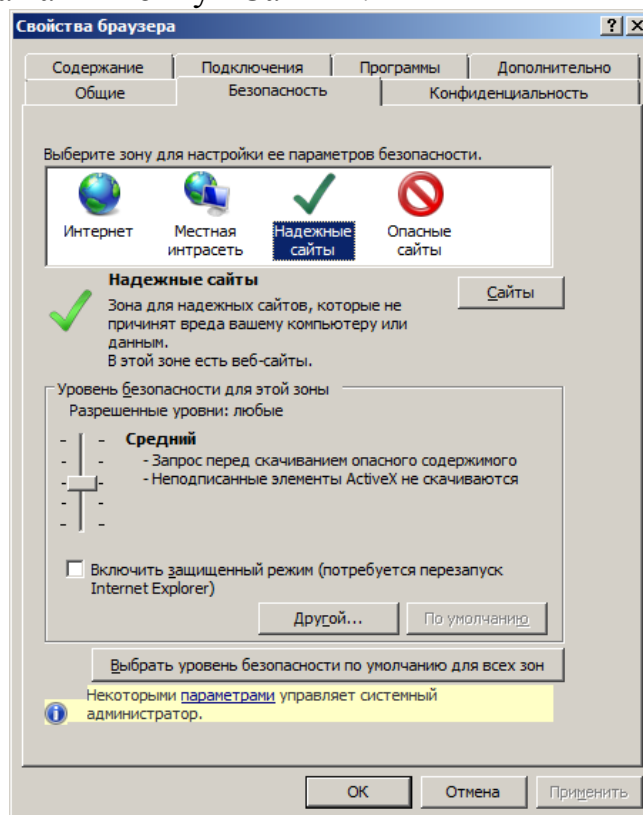 Свойства браузера
Содержание Подключения Программы Дополнительно
Общие Безопасность Конфиденциальность
Выберите зону для настройки ее параметров безопасности.
Интернет Местная интрасеть Надежные сайты Опасные сайты
Надежные сайты
Сайты
Зона для надежных сайтов, которые не
причинят вреда вашему компьютеру или
данным.
В этой зоне есть веб-сайты.
Уровень безопасности для этой зоны
Разрешенные уровни: любые
Средний
- Запрос перед скачиванием опасного содержимого
- Неподписанные элементы ActiveX не скачиваются
Включить защищенный режим (потребуется перезапуск
Internet Explorer)
Другой... По умолчанию
Выбрать уровень безопасности по умолчанию для всех зон
Некоторыми параметрами управляет системный
администратор.
OK Отмена Применить